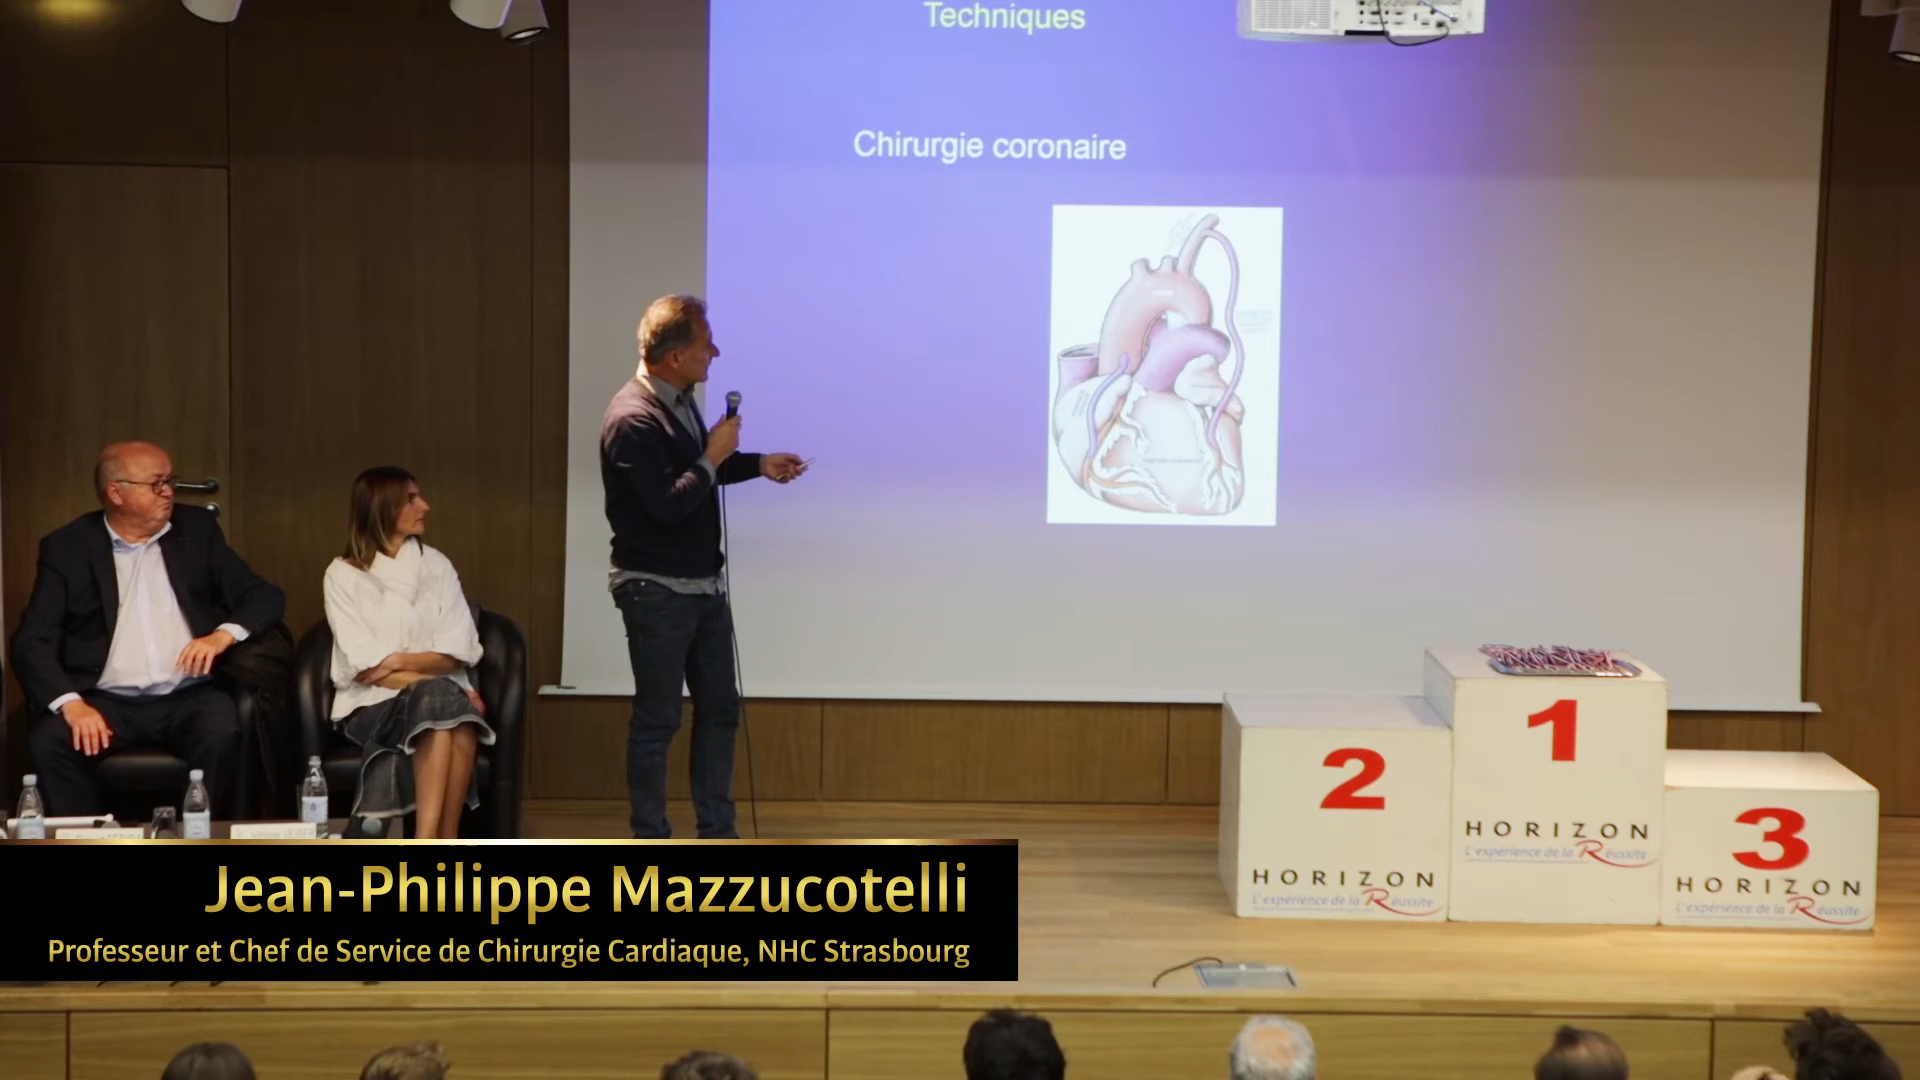 Techniques
Chirurgie coronaire
2
HORIZON
L'expérience de la Réussite
1
HORIZON
L'expérience de la Réussite
3
HORIZON
L'expérience de la Réussite
Jean-Philippe Mazzucotelli
Professeur et Chef de Service de Chirurgie Cardiaque, NHC Strasbourg